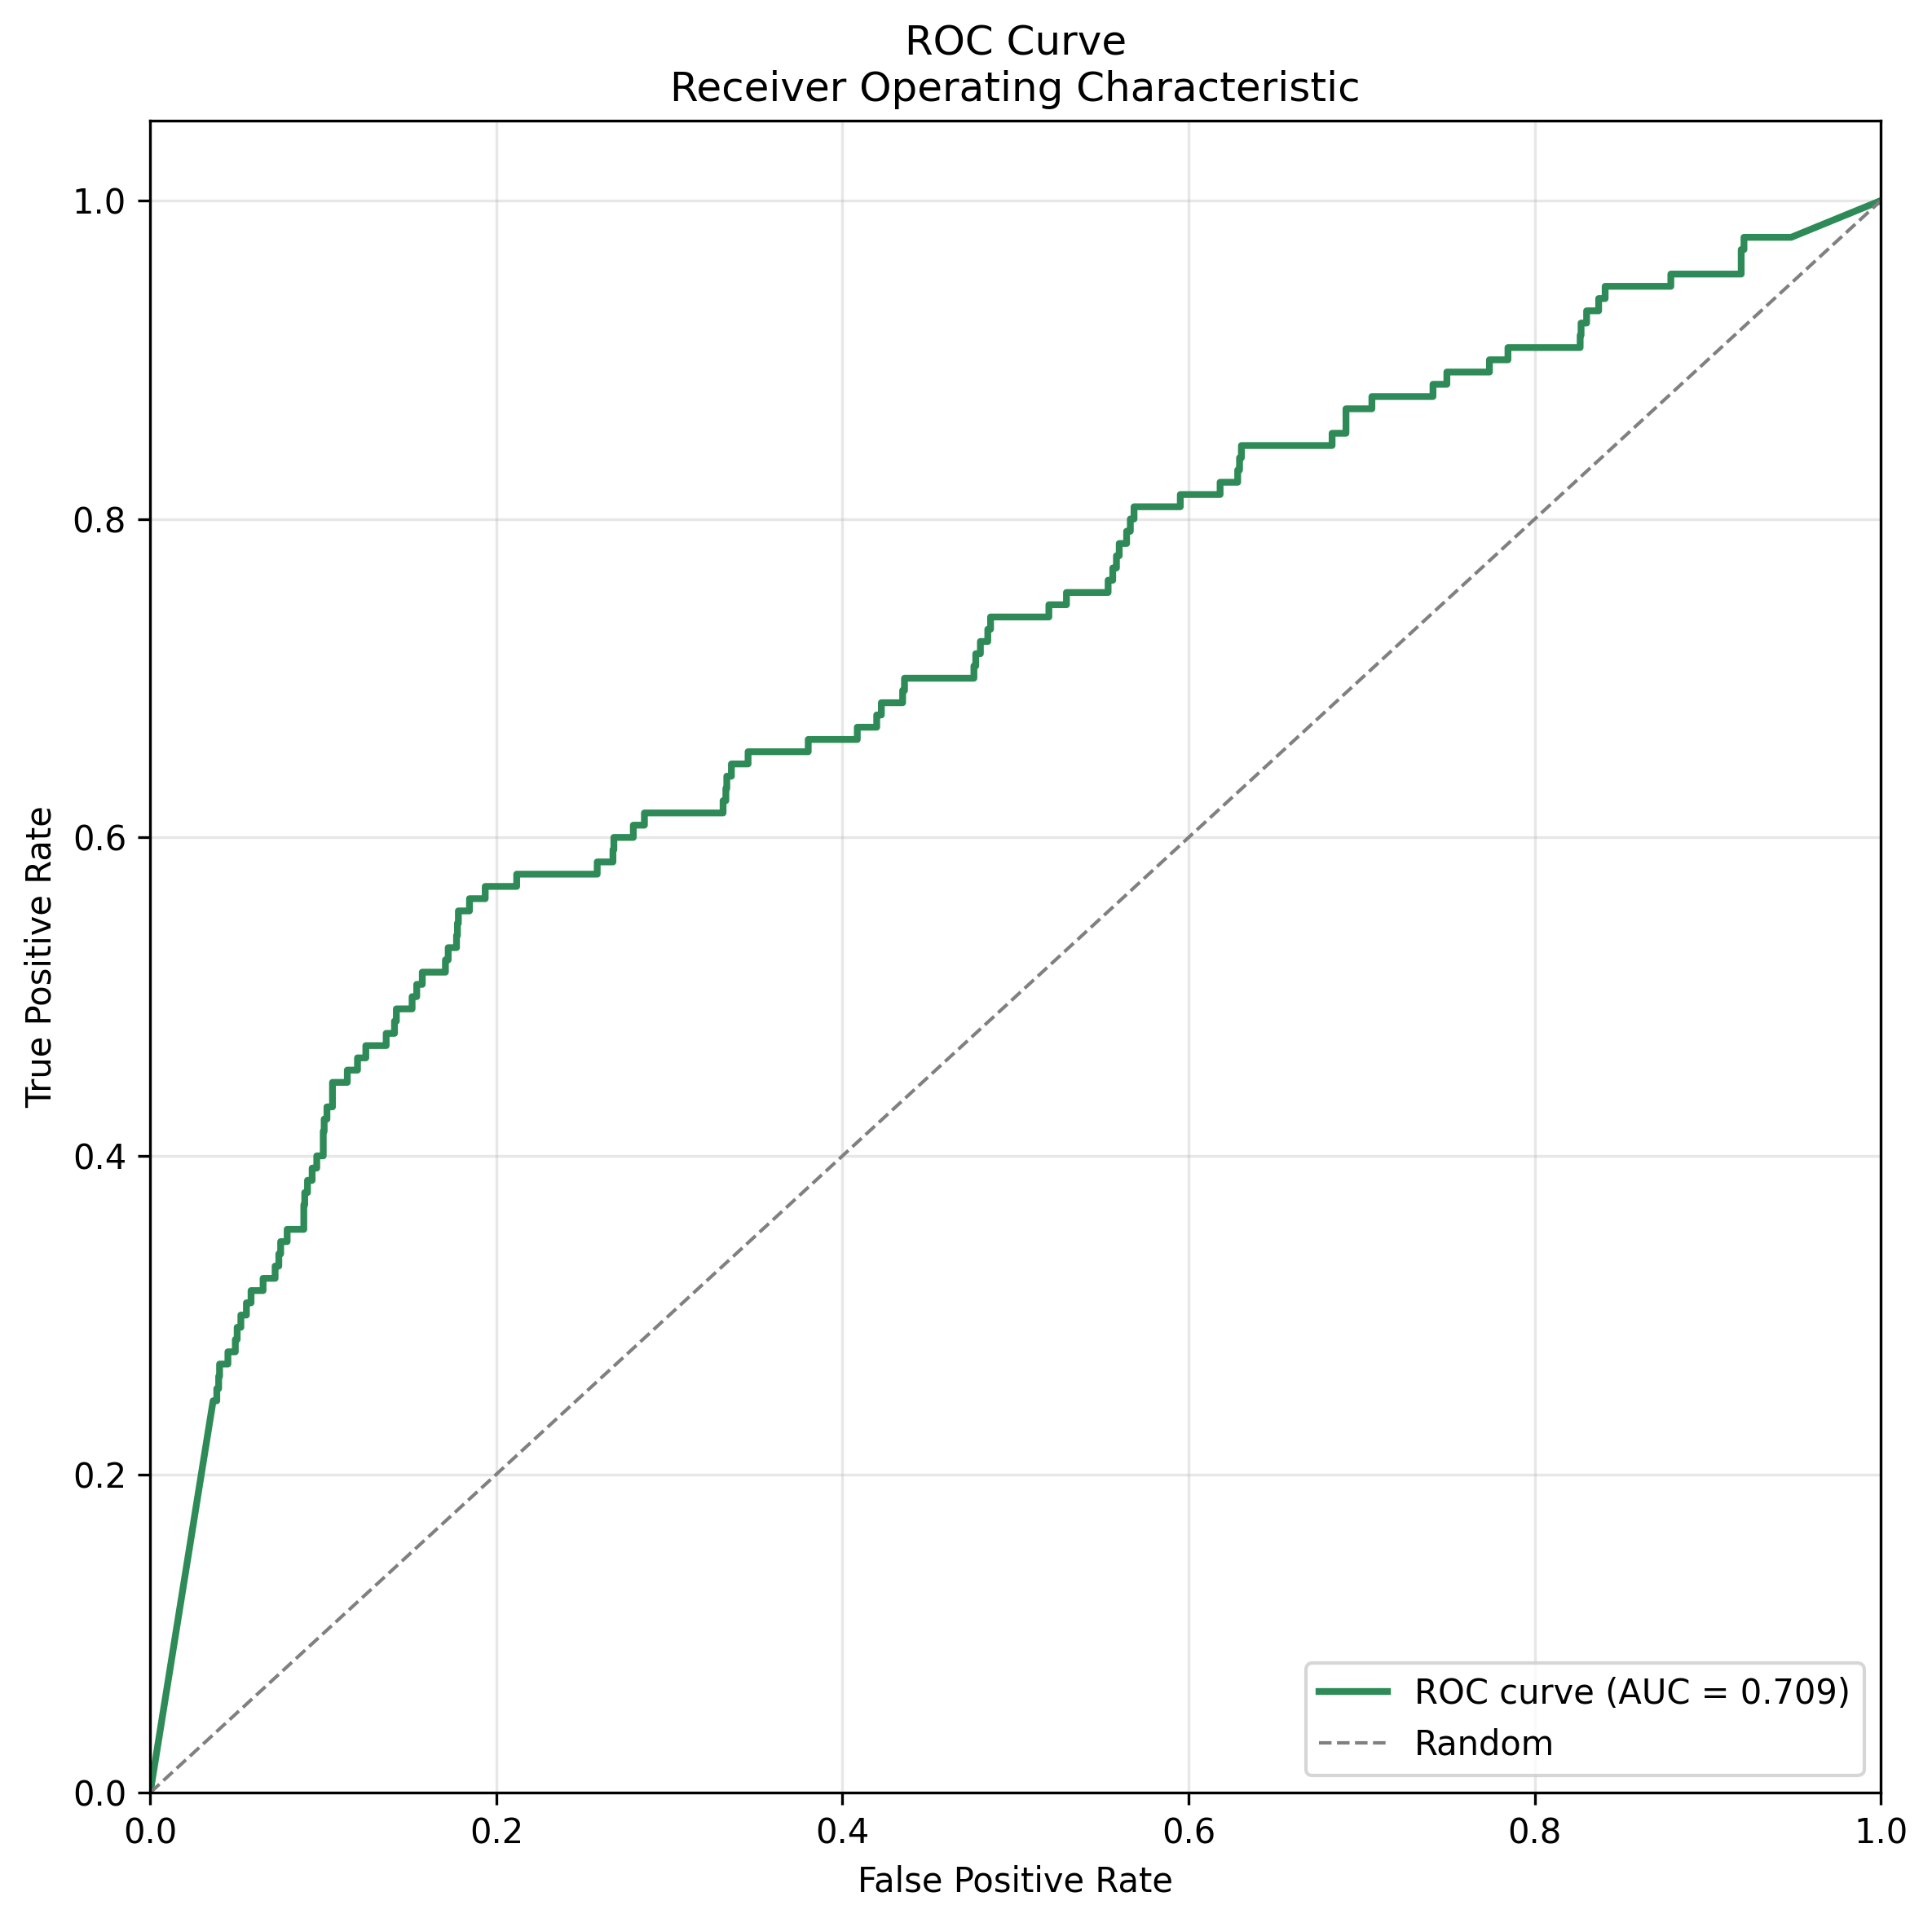 ROC Curve
Receiver Operating Characteristic
1.0
0.8
0.6
0.4
0.2
0.0
True Positive Rate
0.0 0.2 0.4 0.6 0.8 1.0
False Positive Rate
ROC curve (AUC = 0.709)
Random